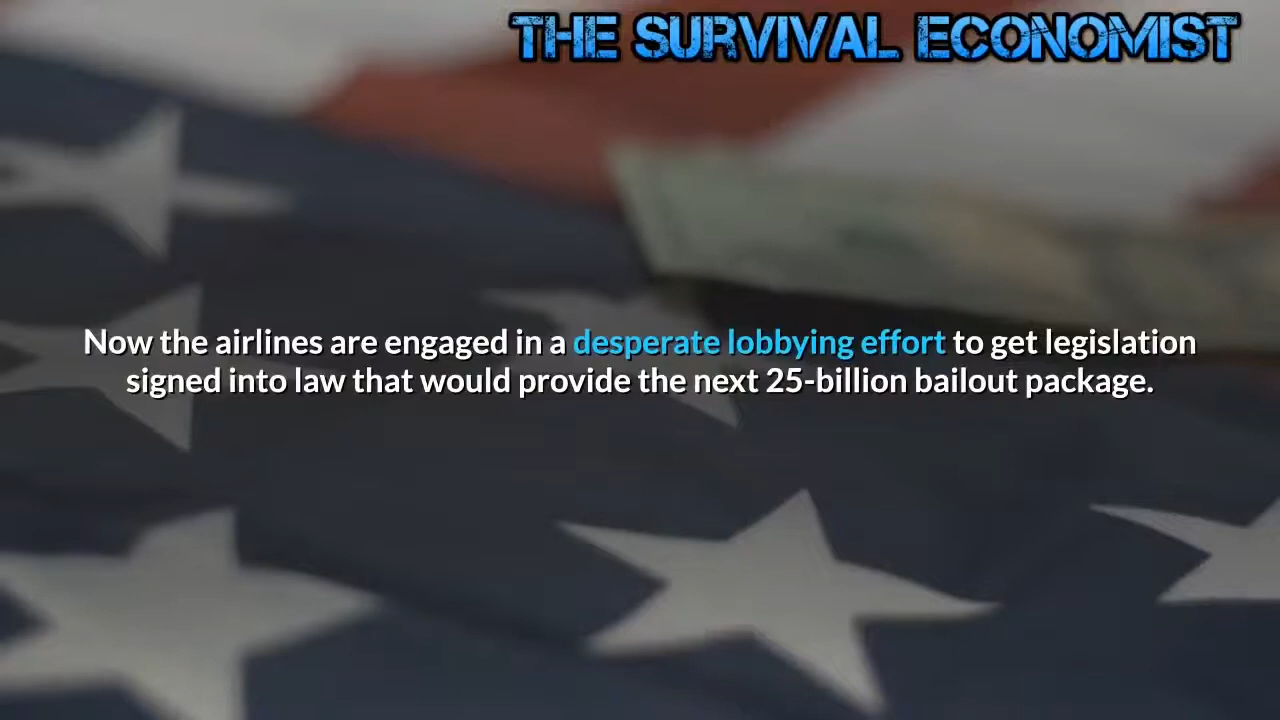 THE SURVIVAL ECONOMIST
Now the airlines are engaged in a desperate lobbying effort to get legislation
signed into law that would provide the next 25-billion bailout package.